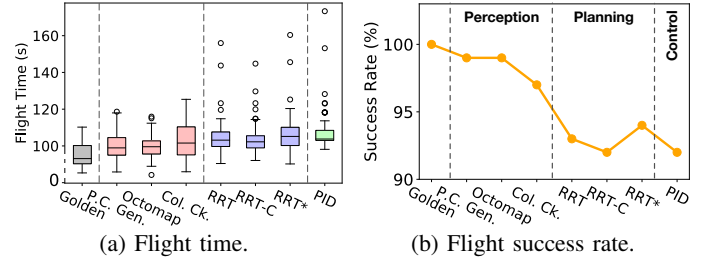 Flight Time (s)
160
140
120
100
0
Golden
P.C. Gen.
Octomap
Col. Ck.
RRT
RRT-C
RRT*
PID
(a) Flight time.
Success Rate (%)
100
95
90
Perception
Planning
Control
Golden
P.C. Gen.
Octomap
Col. Ck.
RRT
RRT-C
RRT*
PID
(b) Flight success rate.